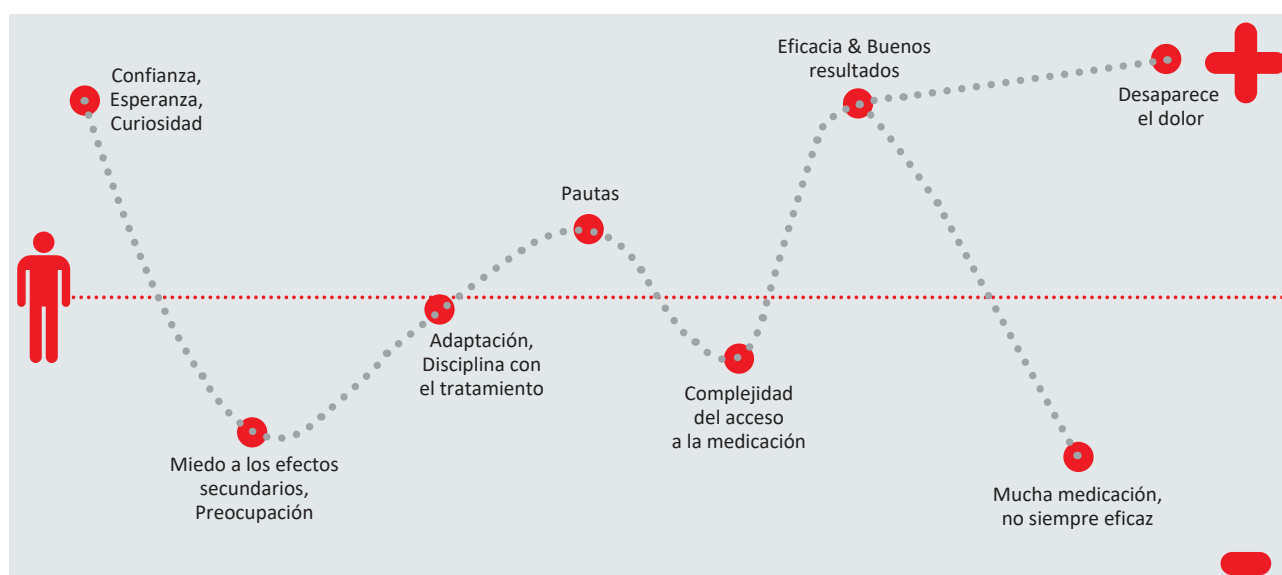 Confianza,
Esperanza,
Curiosidad
Miedo a los efectos
secundarios,
Preocupación
Adaptación,
Disciplina con
el tratamiento
Pautas
Complejidad
del acceso
a la medicación
Eficacia & Buenos
resultados
Desaparece
el dolor
Mucha medicación,
no siempre eficaz